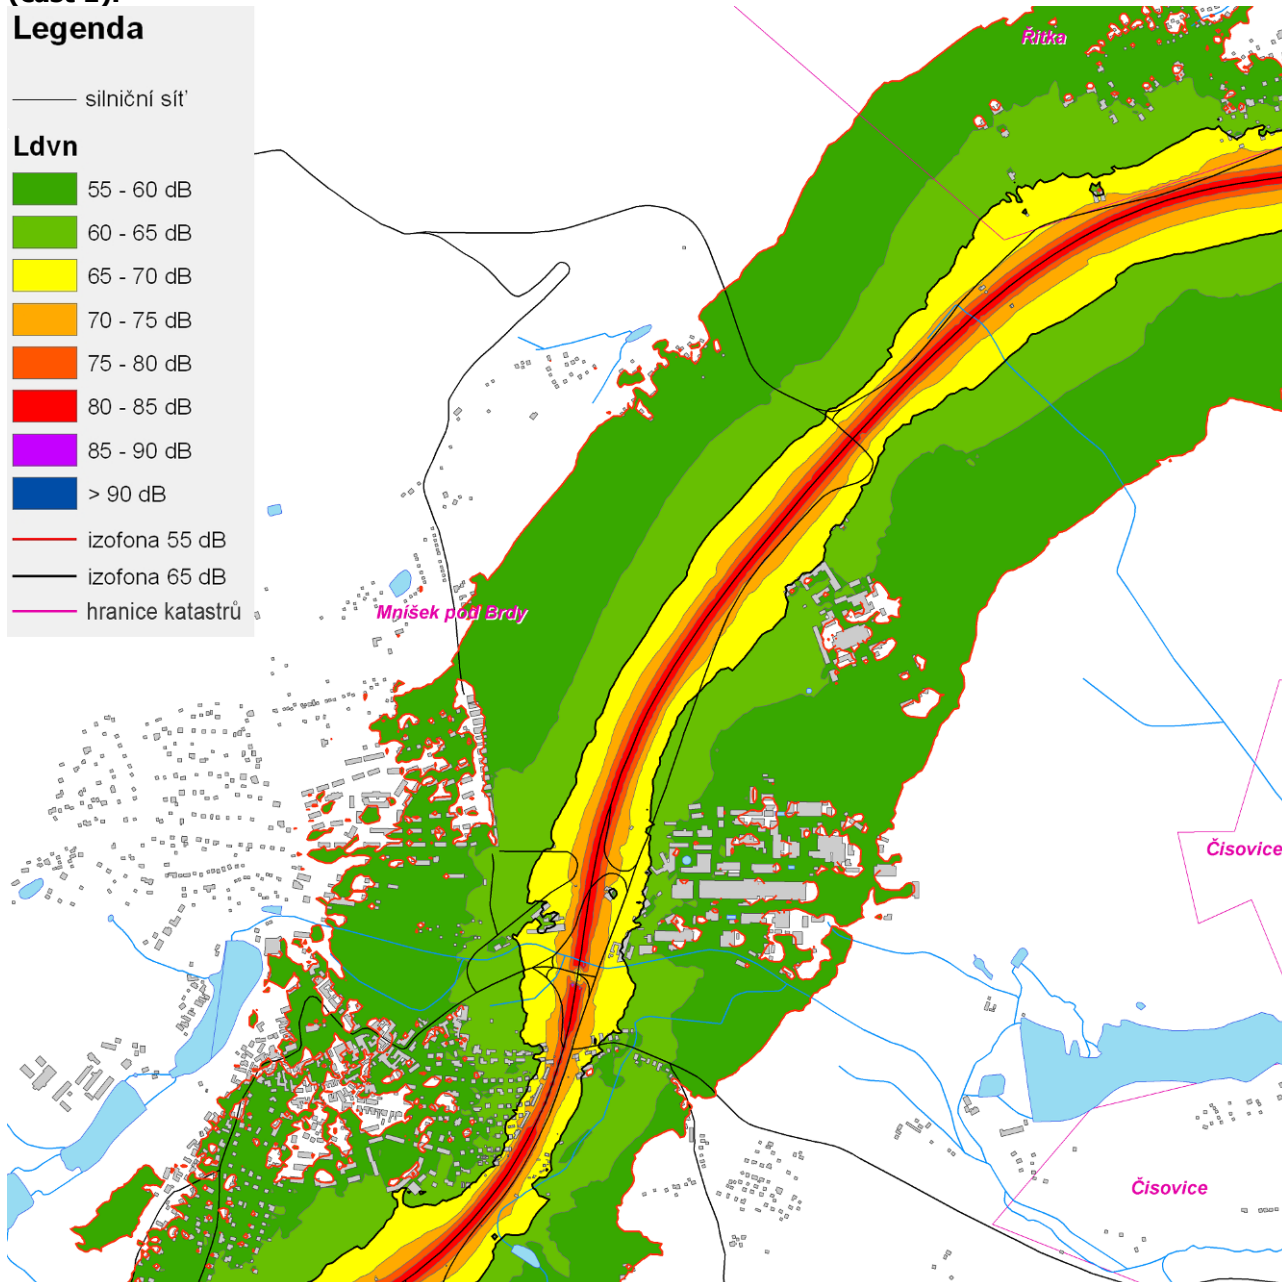 Legenda
silniční síť
Ldvn
55 - 60 dB
60 - 65 dB
65 - 70 dB
70 - 75 dB
75 - 80 dB
80 - 85 dB
85 - 90 dB
> 90 dB
izofona 55 dB
izofona 65 dB
hranice katastrů
Řitka
Mníšek pod Brdy
Čisovice
Čisovice